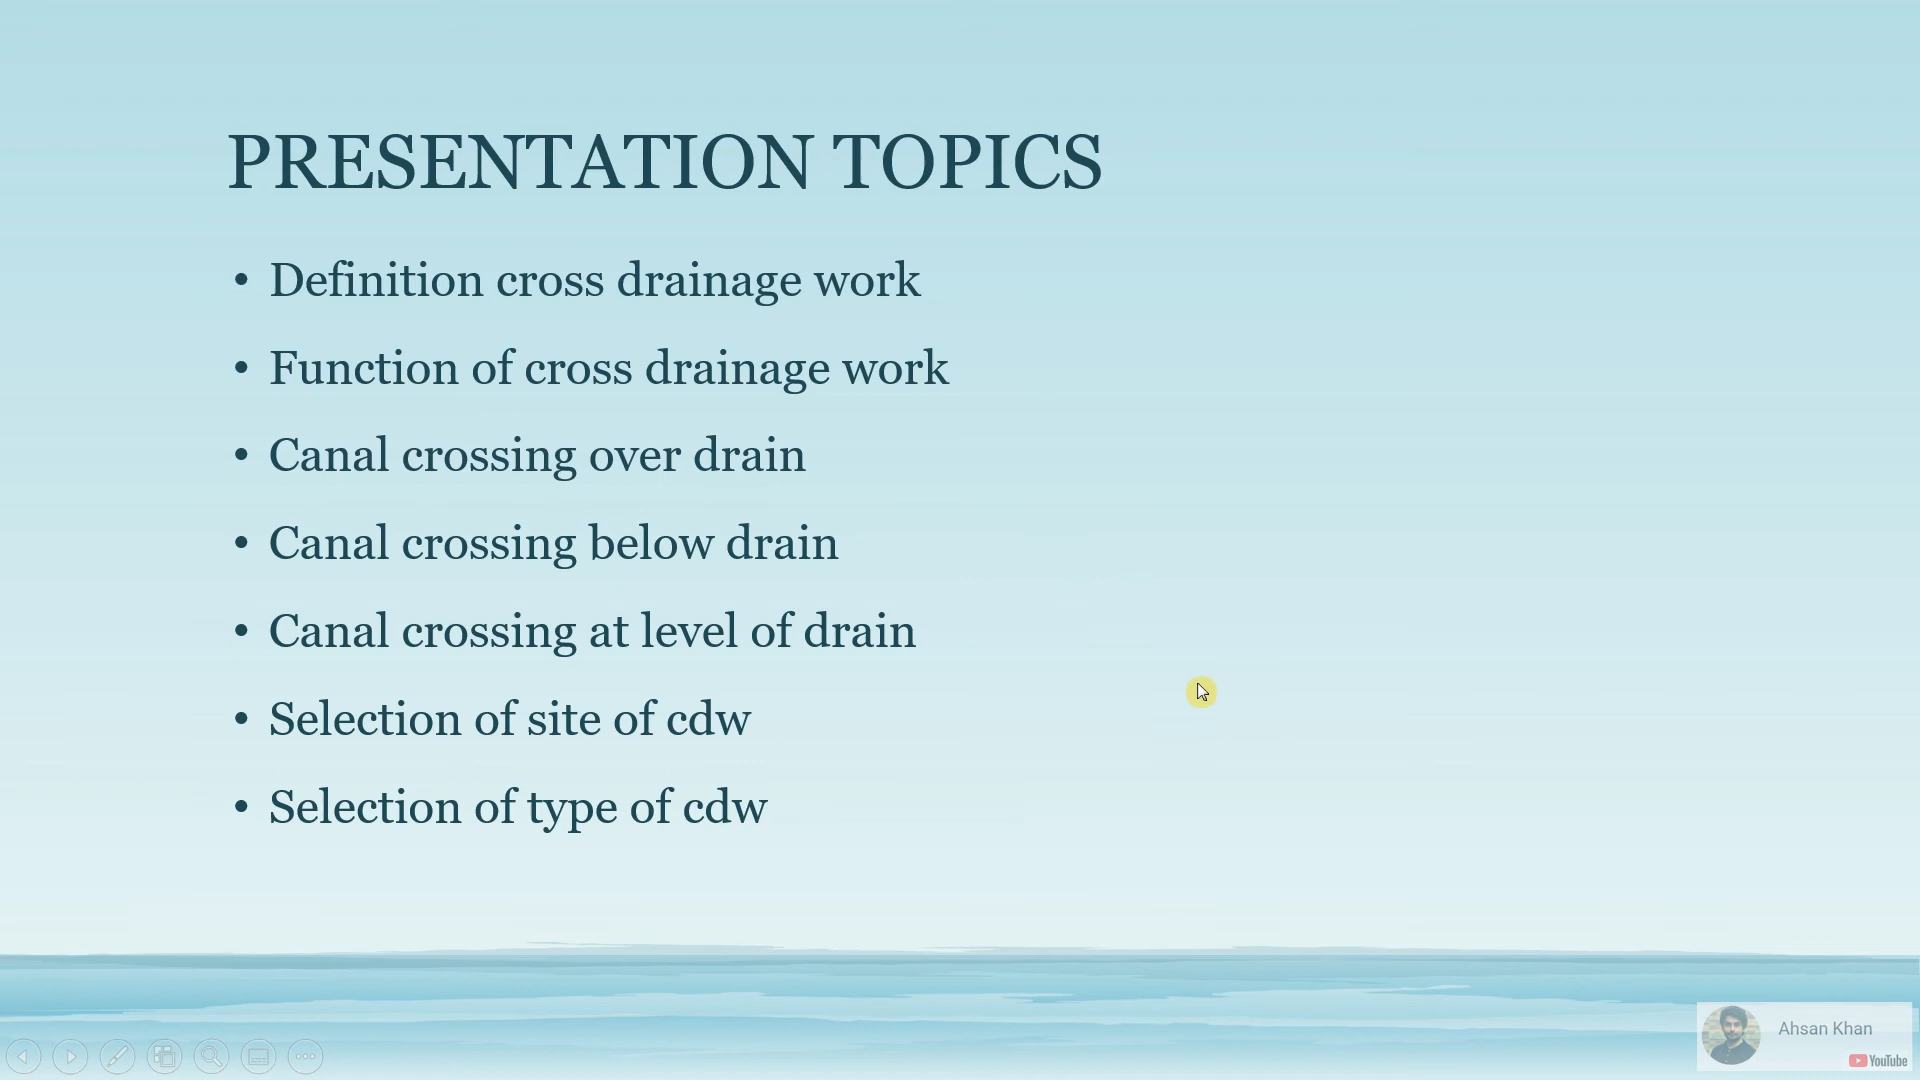 PRESENTATION TOPICS
• Definition cross drainage work
• Function of cross drainage work
• Canal crossing over drain
• Canal crossing below drain
• Canal crossing at level of drain
• Selection of site of cdw
• Selection of type of cdw
Ahsan Khan
YouTube